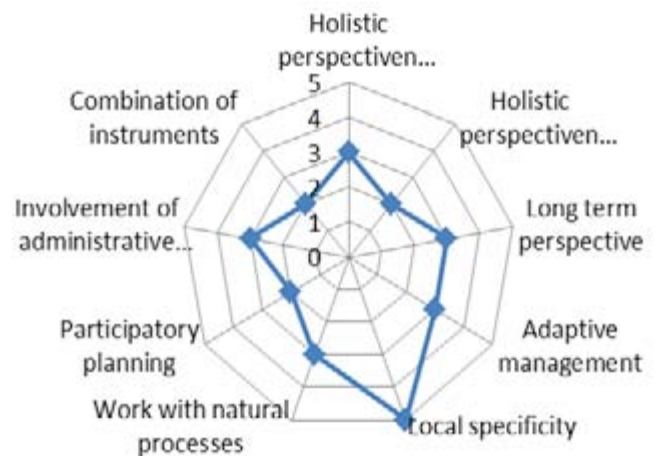 Holistic
perspectiven...
Holistic
perspectiven...
Long term
perspective
Adaptive
management
Local specificity
Work with natural
processes
Participatory
planning
Involvement of
administrative...
Combination of
instruments
5
4
3
2
1
0